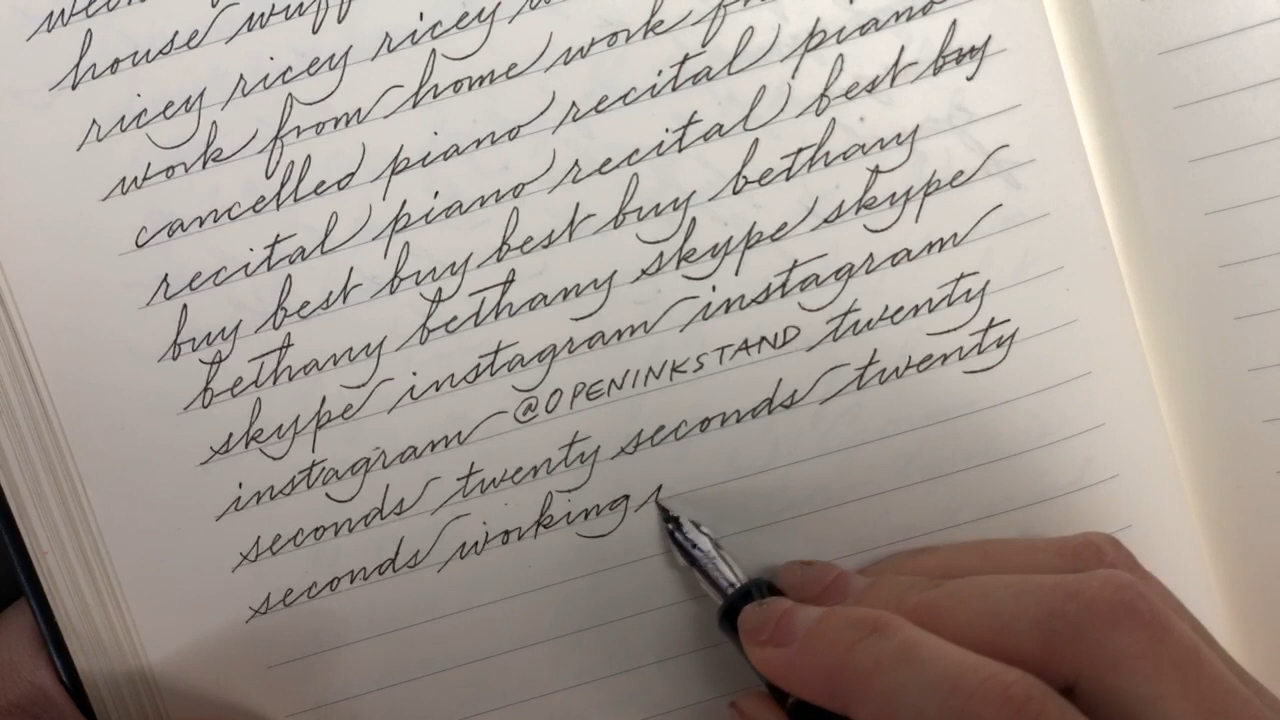 house
ricey ricey ricey
work from home work
cancelled piano recital piano
recital piano recital best buy
buy best buy best buy bethany
bethany bethany skype skype
skype instagram instagram
instagram @OPENINKSTAND twenty
seconds twenty seconds twenty
seconds working